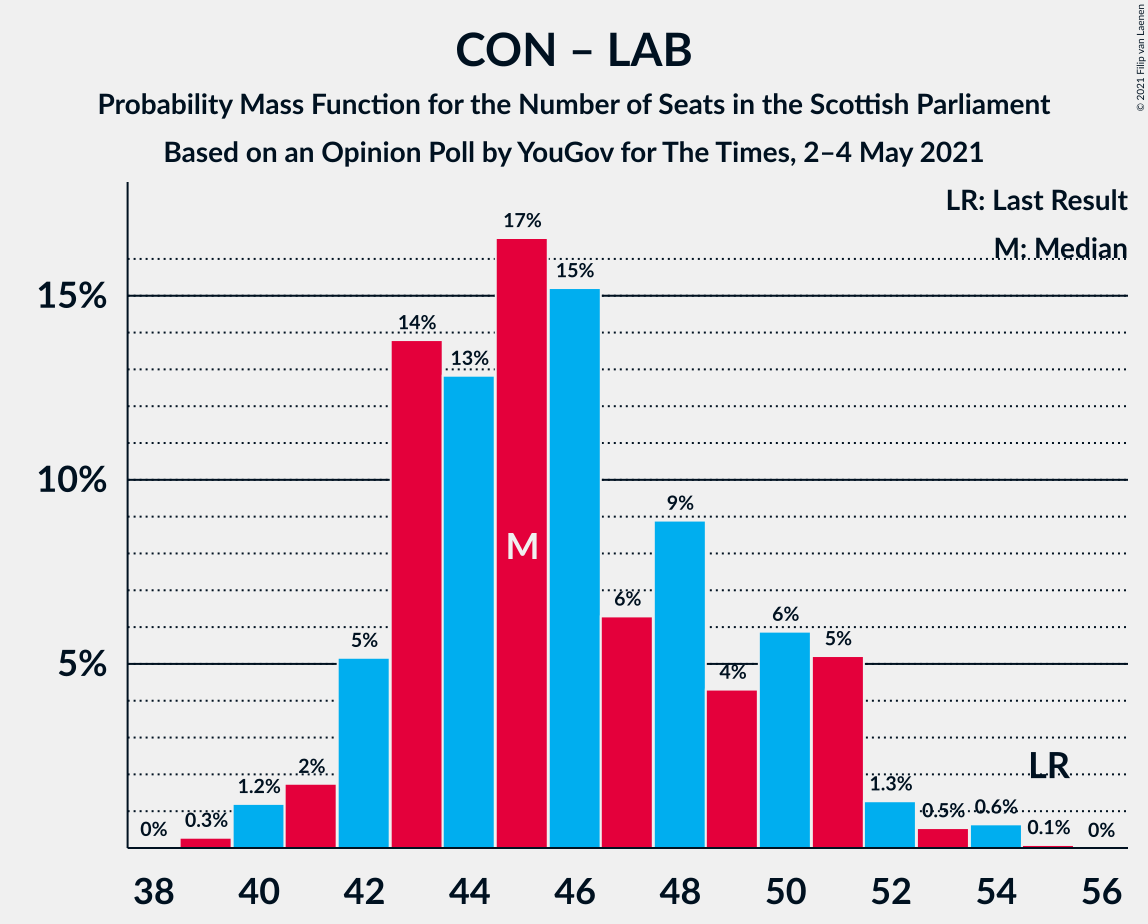 CON – LAB
Probability Mass Function for the Number of Seats in the Scottish Parliament
Based on an Opinion Poll by YouGov for The Times, 2–4 May 2021
© 2021 Filip van Laenen
LR: Last Result
M: Median
15%
10%
5%
0%
0.3%
1.2%
2%
5%
14%
13%
17%
15%
6%
9%
4%
6%
5%
1.3%
0.5%
0.6%
0.1%
0%
M
LR
38 40 42 44 46 48 50 52 54 56